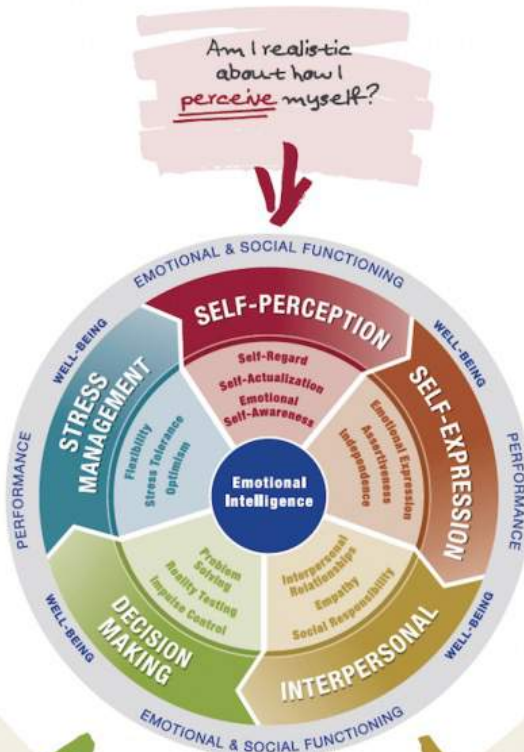 Am I realistic
about how I
perceive myself?
EMOTIONAL & SOCIAL FUNCTIONING
WELL-BEING
WELL-BEING
PERFORMANCE
PERFORMANCE
WELL-BEING
WELL-BEING
EMOTIONAL & SOCIAL FUNCTIONING
SELF-PERCEPTION
Self-Regard
Self-Actualization
Emotional
Self-Awareness
SELF-EXPRESSION
Emotional Expression
Assertiveness
Independence
INTERPERSONAL
Interpersonal
Relationships
Empathy
Social Responsibility
DECISION
MAKING
Problem
Solving
Reality Testing
Impulse Control
STRESS
MANAGEMENT
Flexibility
Stress Tolerance
Optimism
Emotional
Intelligence